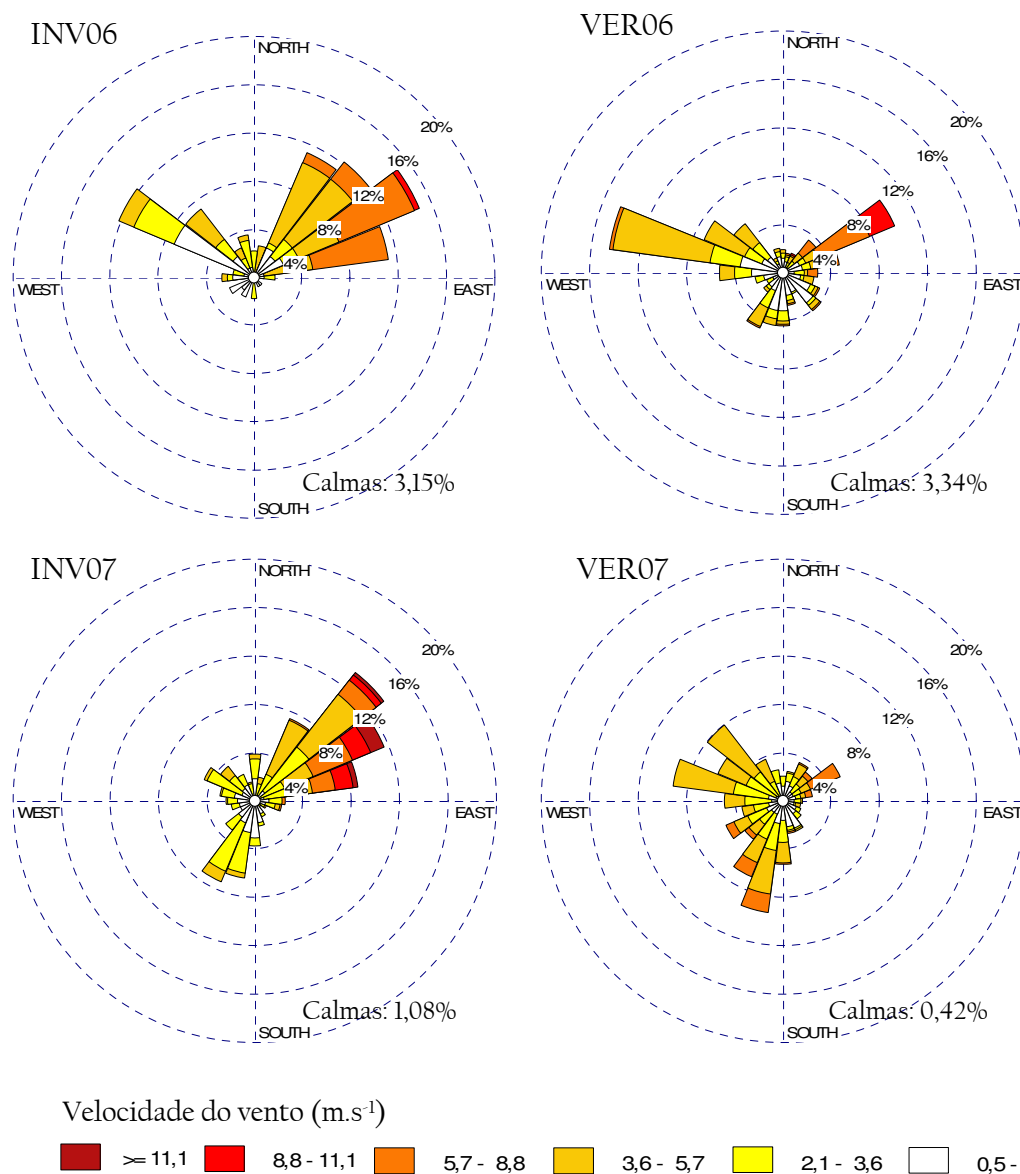 INV06
VER06
NORTH
20%
16%
12%
8%
4%
WEST
EAST
SOUTH
Calmas: 3,15%
NORTH
20%
16%
12%
8%
4%
WEST
EAST
SOUTH
Calmas: 3,34%
INV07
VER07
NORTH
20%
16%
12%
8%
4%
WEST
EAST
SOUTH
Calmas: 1,08%
NORTH
20%
16%
12%
8%
4%
WEST
EAST
SOUTH
Calmas: 0,42%
Velocidade do vento (m.s⁻¹)
>= 11,1 8,8 - 11,1 5,7 - 8,8 3,6 - 5,7 2,1 - 3,6 0,5 -